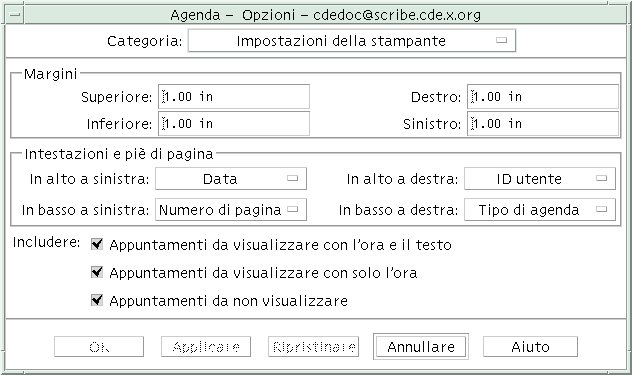 Agenda – Opzioni – cdedoc@scribe.cde.x.org
Categoria: Impostazioni della stampante
Margini
Superiore: 1.00 in Destro: 1.00 in
Inferiore: 1.00 in Sinistro: 1.00 in
Intestazioni e piè di pagina
In alto a sinistra: Data In alto a destra: ID utente
In basso a sinistra: Numero di pagina In basso a destra: Tipo di agenda
Includere: Appuntamenti da visualizzare con l'ora e il testo
Appuntamenti da visualizzare con solo l'ora
Appuntamenti da non visualizzare
OK Applicare Ripristinare Annullare Aiuto